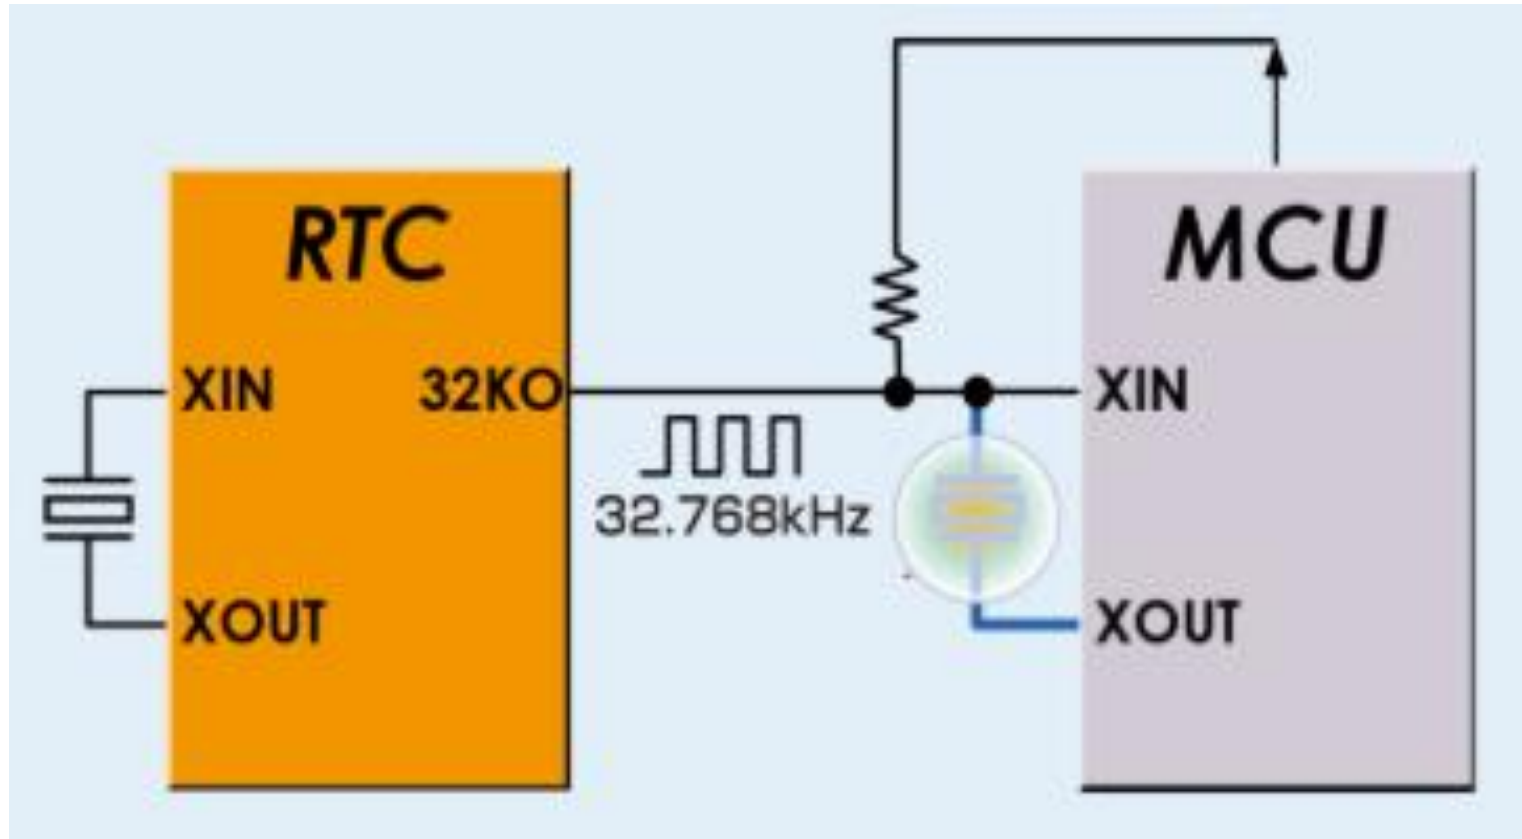 RTC
MCU
XIN
32KO
XIN
32.768kHz
XOUT
XOUT